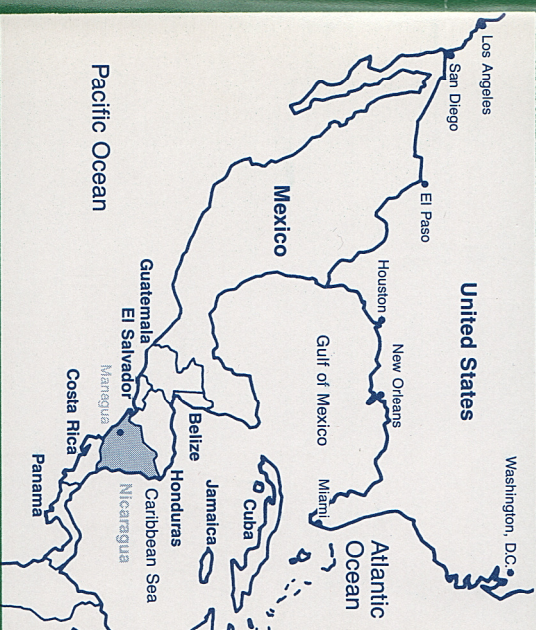 Los Angeles
San Diego
El Paso
United States
Houston
New Orleans
Washington, D.C.
Mexico
Gulf of Mexico
Miami
Atlantic
Ocean
Pacific Ocean
Guatemala
El Salvador
Belize
Honduras
Cuba
Jamaica
Caribbean Sea
Managua
Nicaragua
Costa Rica
Panama